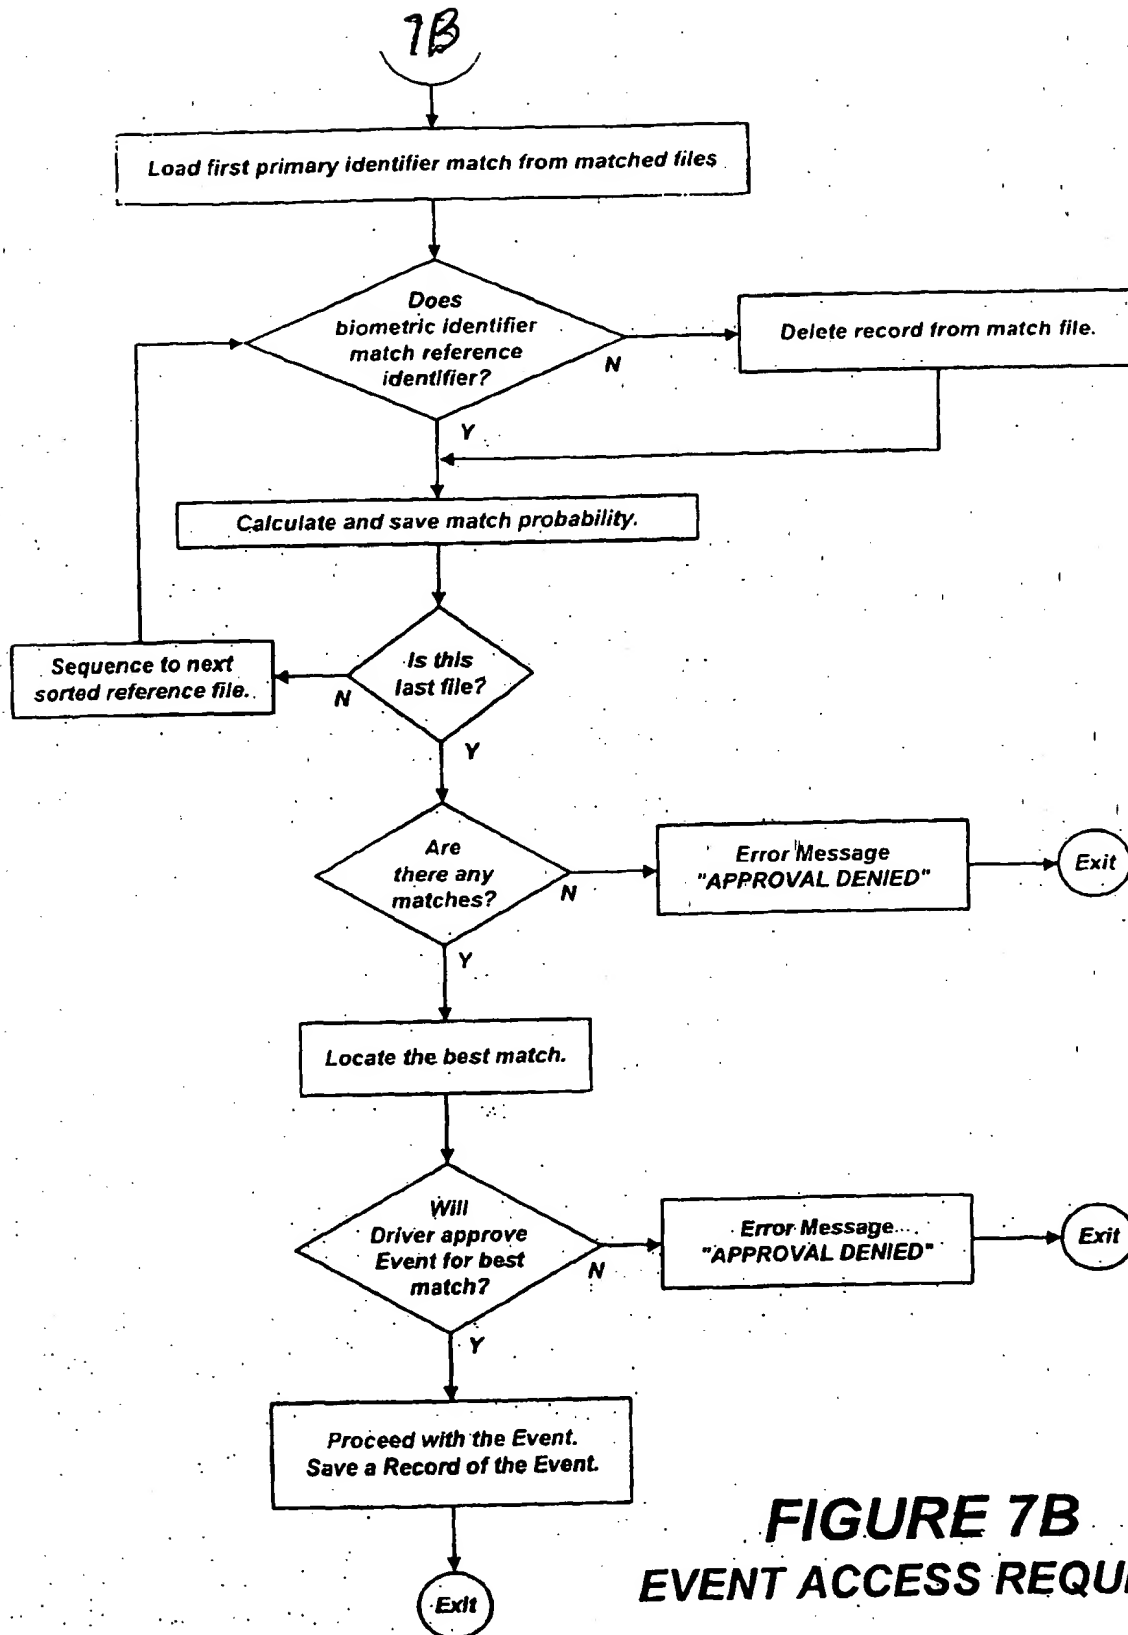 7B
Load first primary identifier match from matched files
Does
biometric identifier
match reference
identifier?
N
Delete record from match file.
Y
Calculate and save match probability.
Is this
last file?
N
Sequence to next
sorted reference file.
Y
Are
there any
matches?
N
Error Message
"APPROVAL DENIED"
Exit
Y
Locate the best match.
Will
Driver approve
Event for best
match?
N
Error Message
"APPROVAL DENIED"
Exit
Y
Proceed with the Event.
Save a Record of the Event.
Exit
FIGURE 7B
EVENT ACCESS